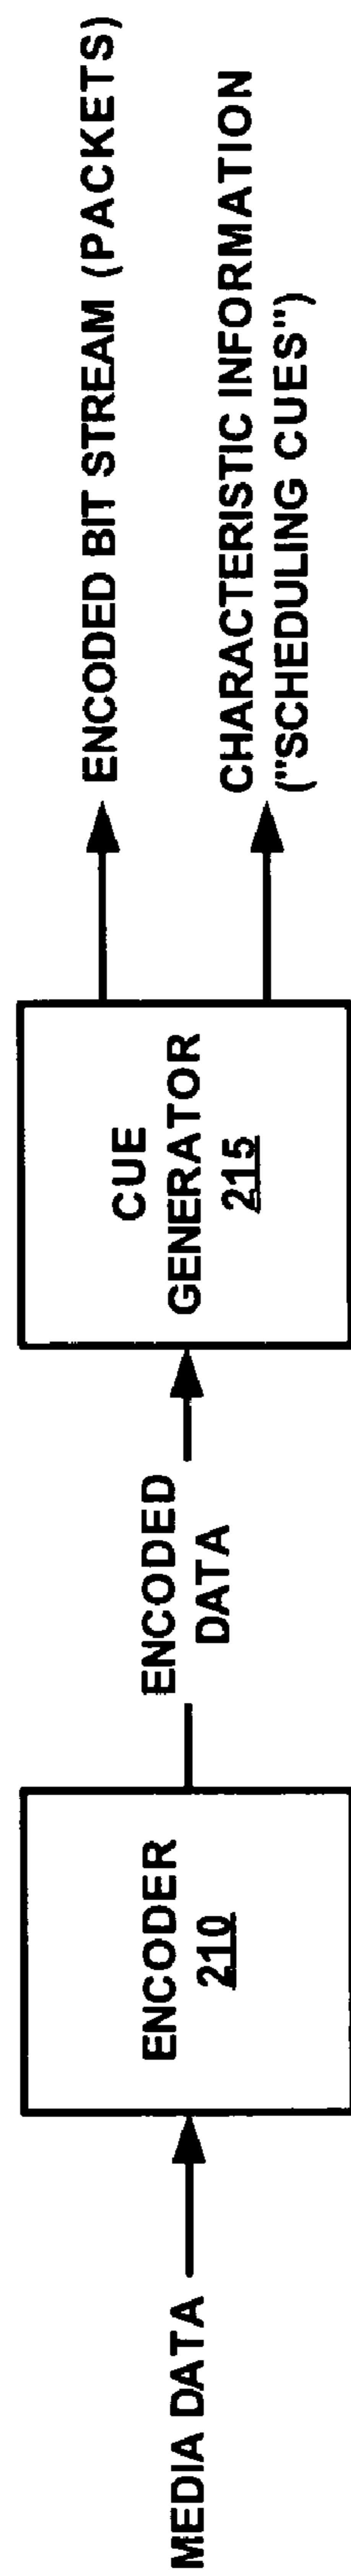 MEDIA DATA
ENCODER
210
ENCODED
DATA
CUE
GENERATOR
215
ENCODED BIT STREAM (PACKETS)
CHARACTERISTIC INFORMATION
("SCHEDULING CUES")